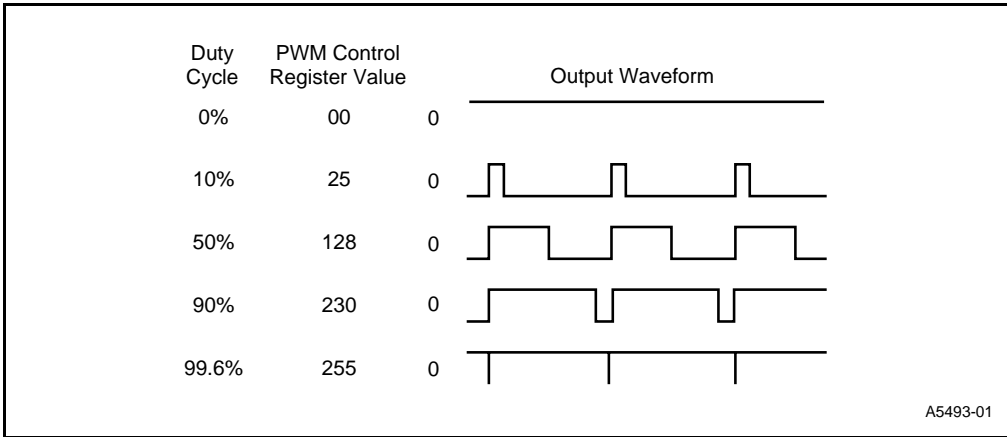 Duty Cycle PWM Control Register Value Output Waveform
0% 00 0
10% 25 0
50% 128 0
90% 230 0
99.6% 255 0
A5493-01